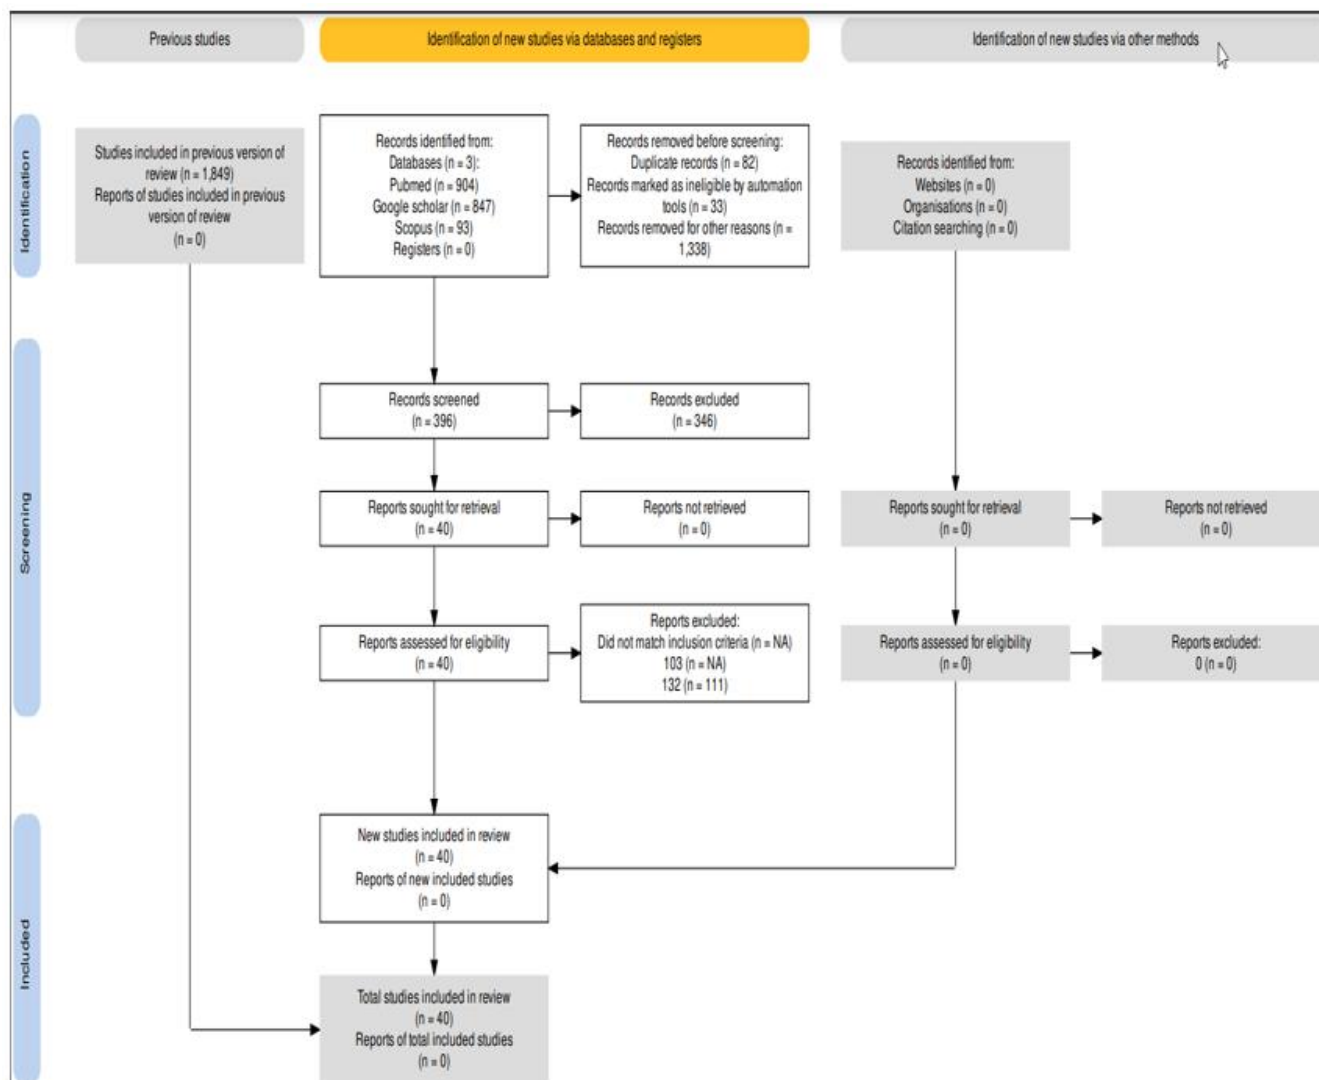 Previous studies
Identification of new studies via databases and registers
Identification of new studies via other methods
Identification
Studies included in previous version of
review (n = 1,849)
Reports of studies included in previous
version of review
(n = 0)
Records identified from:
Databases (n = 3):
Pubmed (n = 904)
Google scholar (n = 847)
Scopus (n = 93)
Registers (n = 0)
Records removed before screening:
Duplicate records (n = 82)
Records marked as ineligible by automation
tools (n = 33)
Records removed for other reasons (n =
1,338)
Records identified from:
Websites (n = 0)
Organisations (n = 0)
Citation searching (n = 0)
Screening
Records screened
(n = 396)
Records excluded
(n = 346)
Reports sought for retrieval
(n = 40)
Reports not retrieved
(n = 0)
Reports sought for retrieval
(n = 0)
Reports not retrieved
(n = 0)
Reports assessed for eligibility
(n = 40)
Reports excluded:
Did not match inclusion criteria (n = NA)
103 (n = NA)
132 (n = 111)
Reports assessed for eligibility
(n = 0)
Reports excluded:
0 (n = 0)
Included
New studies included in review
(n = 40)
Reports of new included studies
(n = 0)
Total studies included in review
(n = 40)
Reports of total included studies
(n = 0)